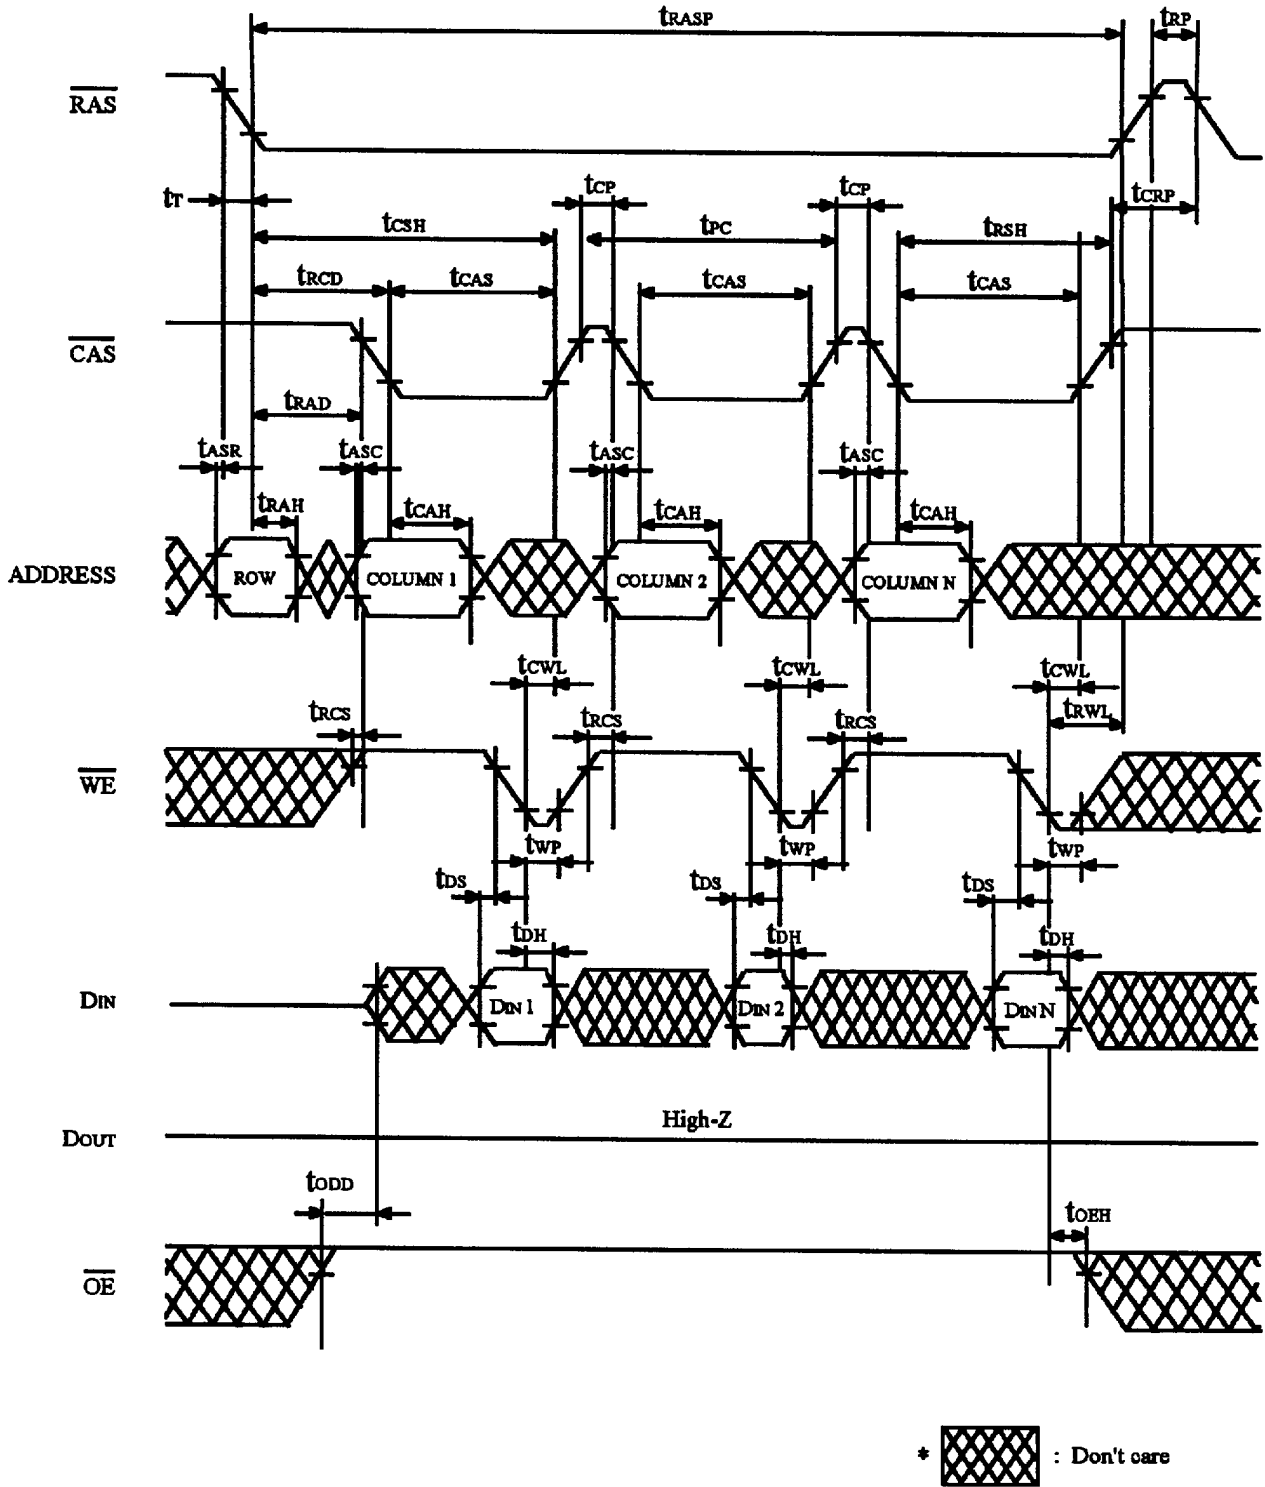 tRASP
tRP
RAS
tT
tCP
tCP
tCRP
tCSH
tPC
tRSH
tRCD
tCAS
tCAS
tCAS
CAS
tRAD
tASR
tASC
tASC
tASC
tRAH
tCAH
tCAH
tCAH
ADDRESS
ROW
COLUMN 1
COLUMN 2
COLUMN N
tCWL
tCWL
tCWL
tRCS
tRCS
tRCS
tRWL
WE
tWP
tWP
tWP
tDS
tDS
tDS
tDH
tDH
tDH
DIN
DIN 1
DIN 2
DIN N
High-Z
DOUT
tODD
tOEH
OE
* : Don't care